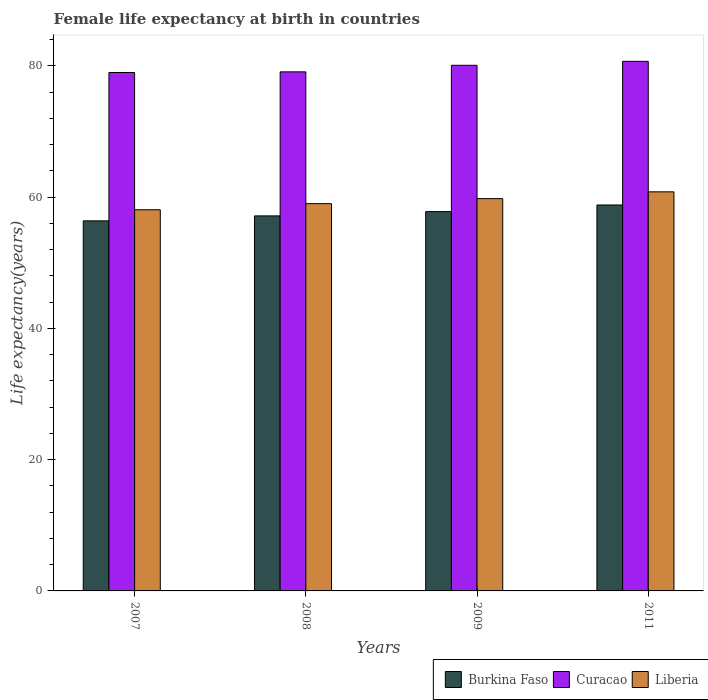 Female life expectancy at birth in countries
Life expectancy(years)
80
60
40
20
0
2007
2008
2009
2011
Years
Burkina Faso
Curacao
Liberia